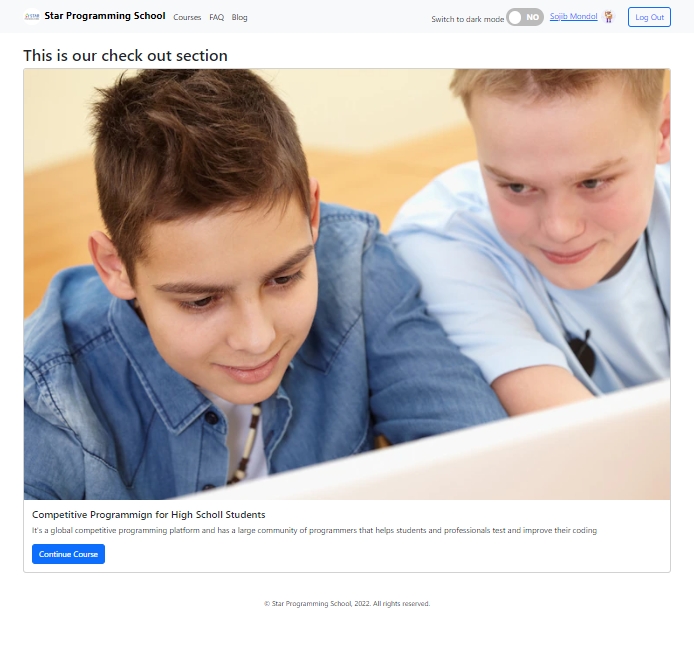 Star Programming School Courses FAQ Blog Switch to dark mode NO Sojib Mondol Log Out
This is our check out section
Competitive Programmign for High Scholl Students
It's a global competitive programming platform and has a large community of programmers that helps students and professionals test and improve their coding
Continue Course
© Star Programming School, 2022. All rights reserved.